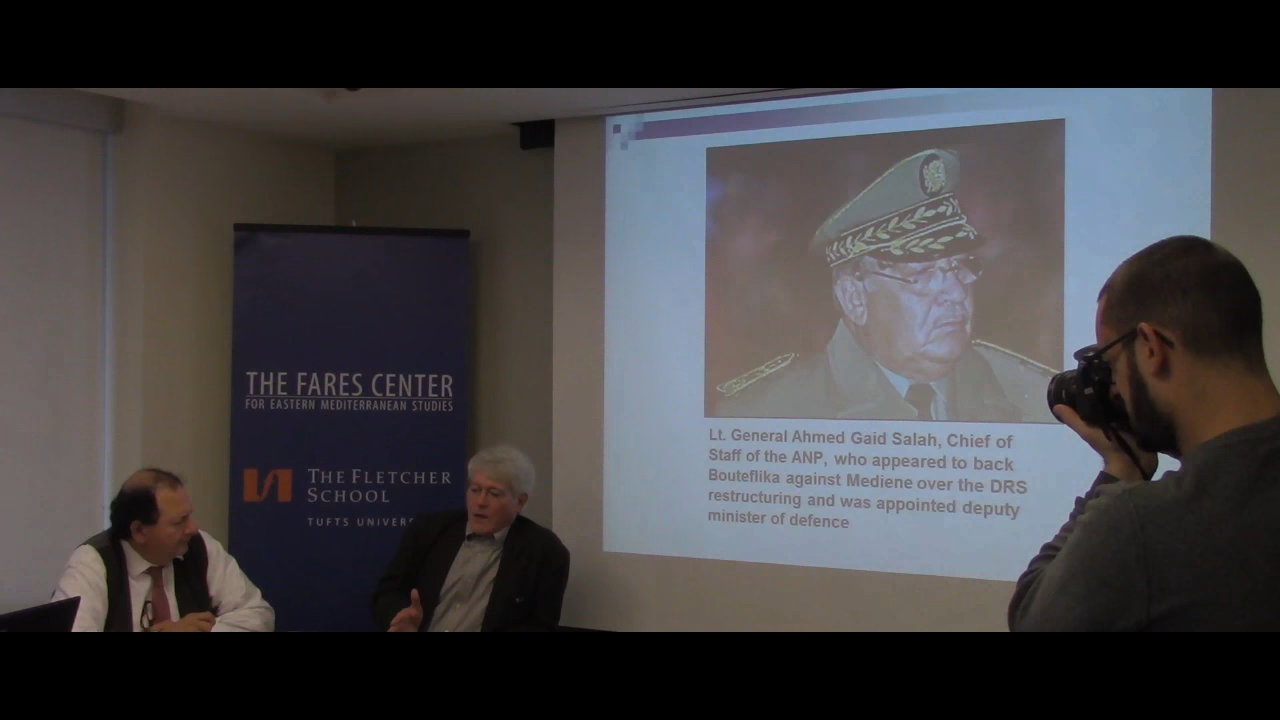 THE FARES CENTER
FOR EASTERN MEDITERRANEAN STUDIES
THE FLETCHER
SCHOOL
TUFTS
Lt. General Ahmed Gaid Salah, Chief of
Staff of the ANP, who appeared to back
Bouteflika against Mediene over the DRS
restructuring and was appointed deputy
minister of defence